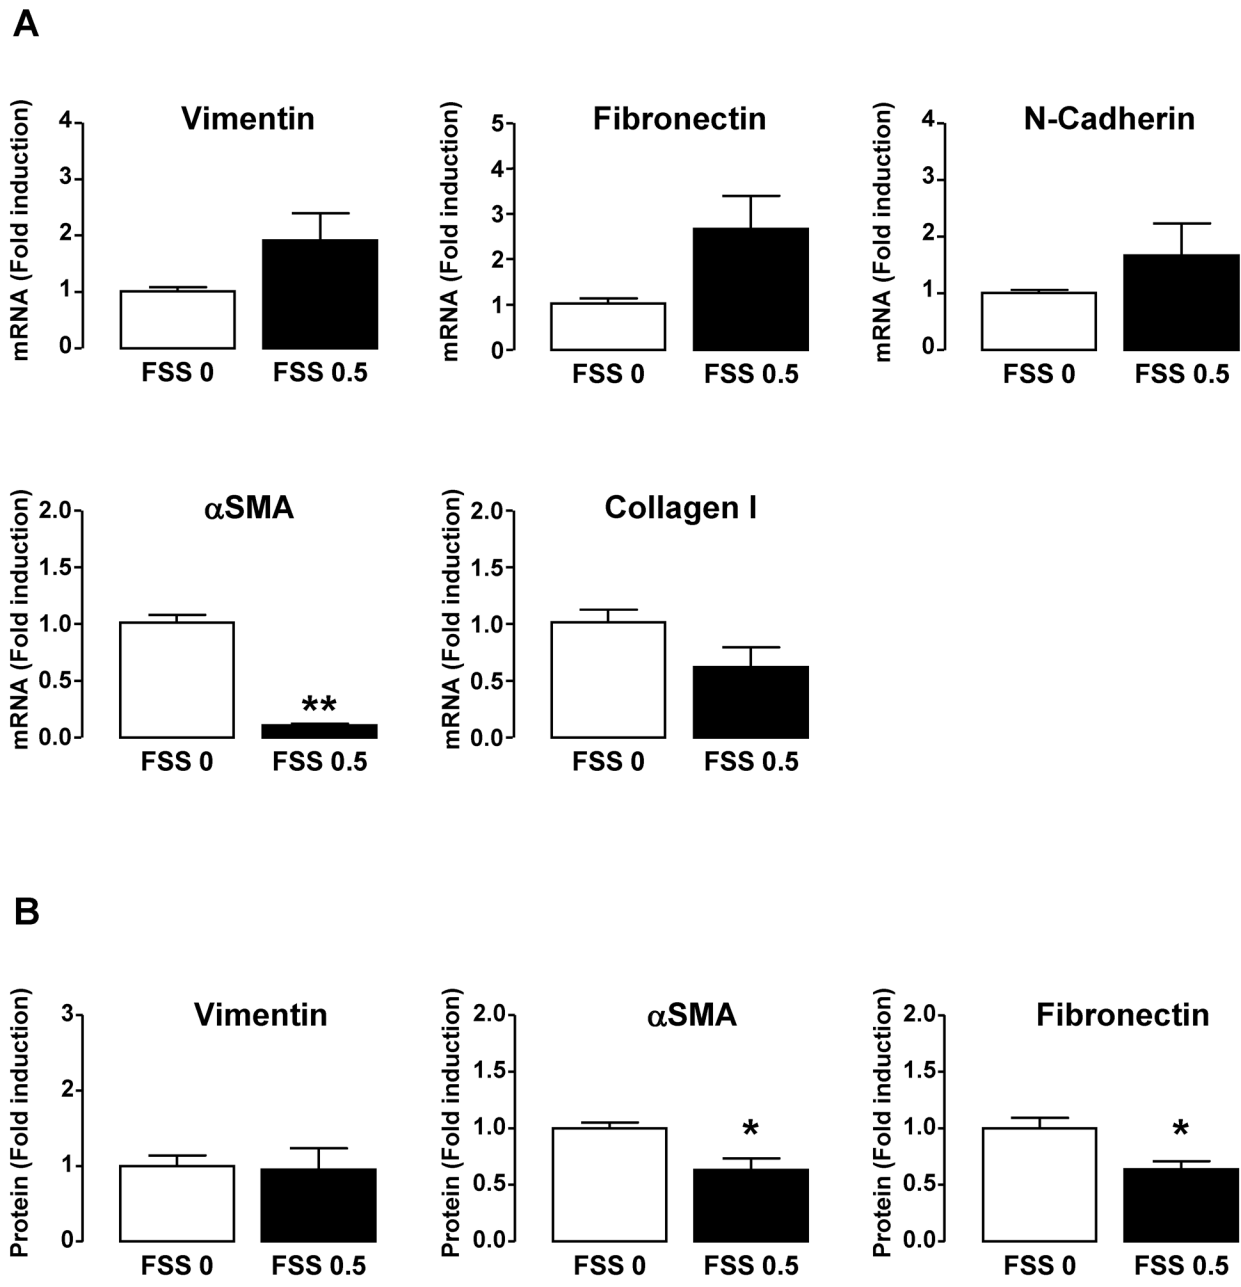 A
Vimentin
mRNA (Fold induction)
4
3
2
1
0
FSS 0
FSS 0.5
Fibronectin
mRNA (Fold induction)
5
4
3
2
1
0
FSS 0
FSS 0.5
N-Cadherin
mRNA (Fold induction)
4
3
2
1
0
FSS 0
FSS 0.5
αSMA
mRNA (Fold induction)
2.0
1.5
1.0
0.5
0.0
**
FSS 0
FSS 0.5
Collagen I
mRNA (Fold induction)
2.0
1.5
1.0
0.5
0.0
FSS 0
FSS 0.5
B
Vimentin
Protein (Fold induction)
3
2
1
0
FSS 0
FSS 0.5
αSMA
Protein (Fold induction)
2.0
1.5
1.0
0.5
0.0
*
FSS 0
FSS 0.5
Fibronectin
Protein (Fold induction)
2.0
1.5
1.0
0.5
0.0
*
FSS 0
FSS 0.5